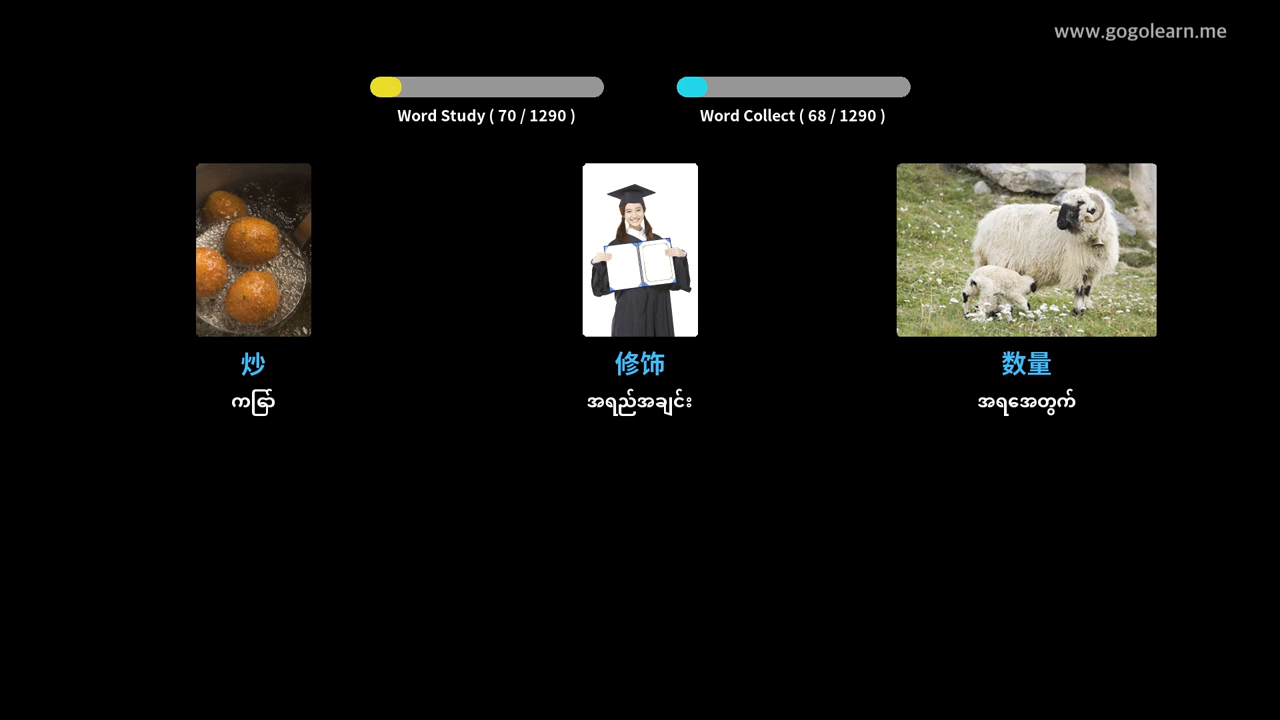 www.gogolearn.me
Word Study ( 70 / 1290 )
Word Collect ( 68 / 1290 )
炒
修饰
数量
ကြော်
အရည်အချင်း
အရအေတွက်